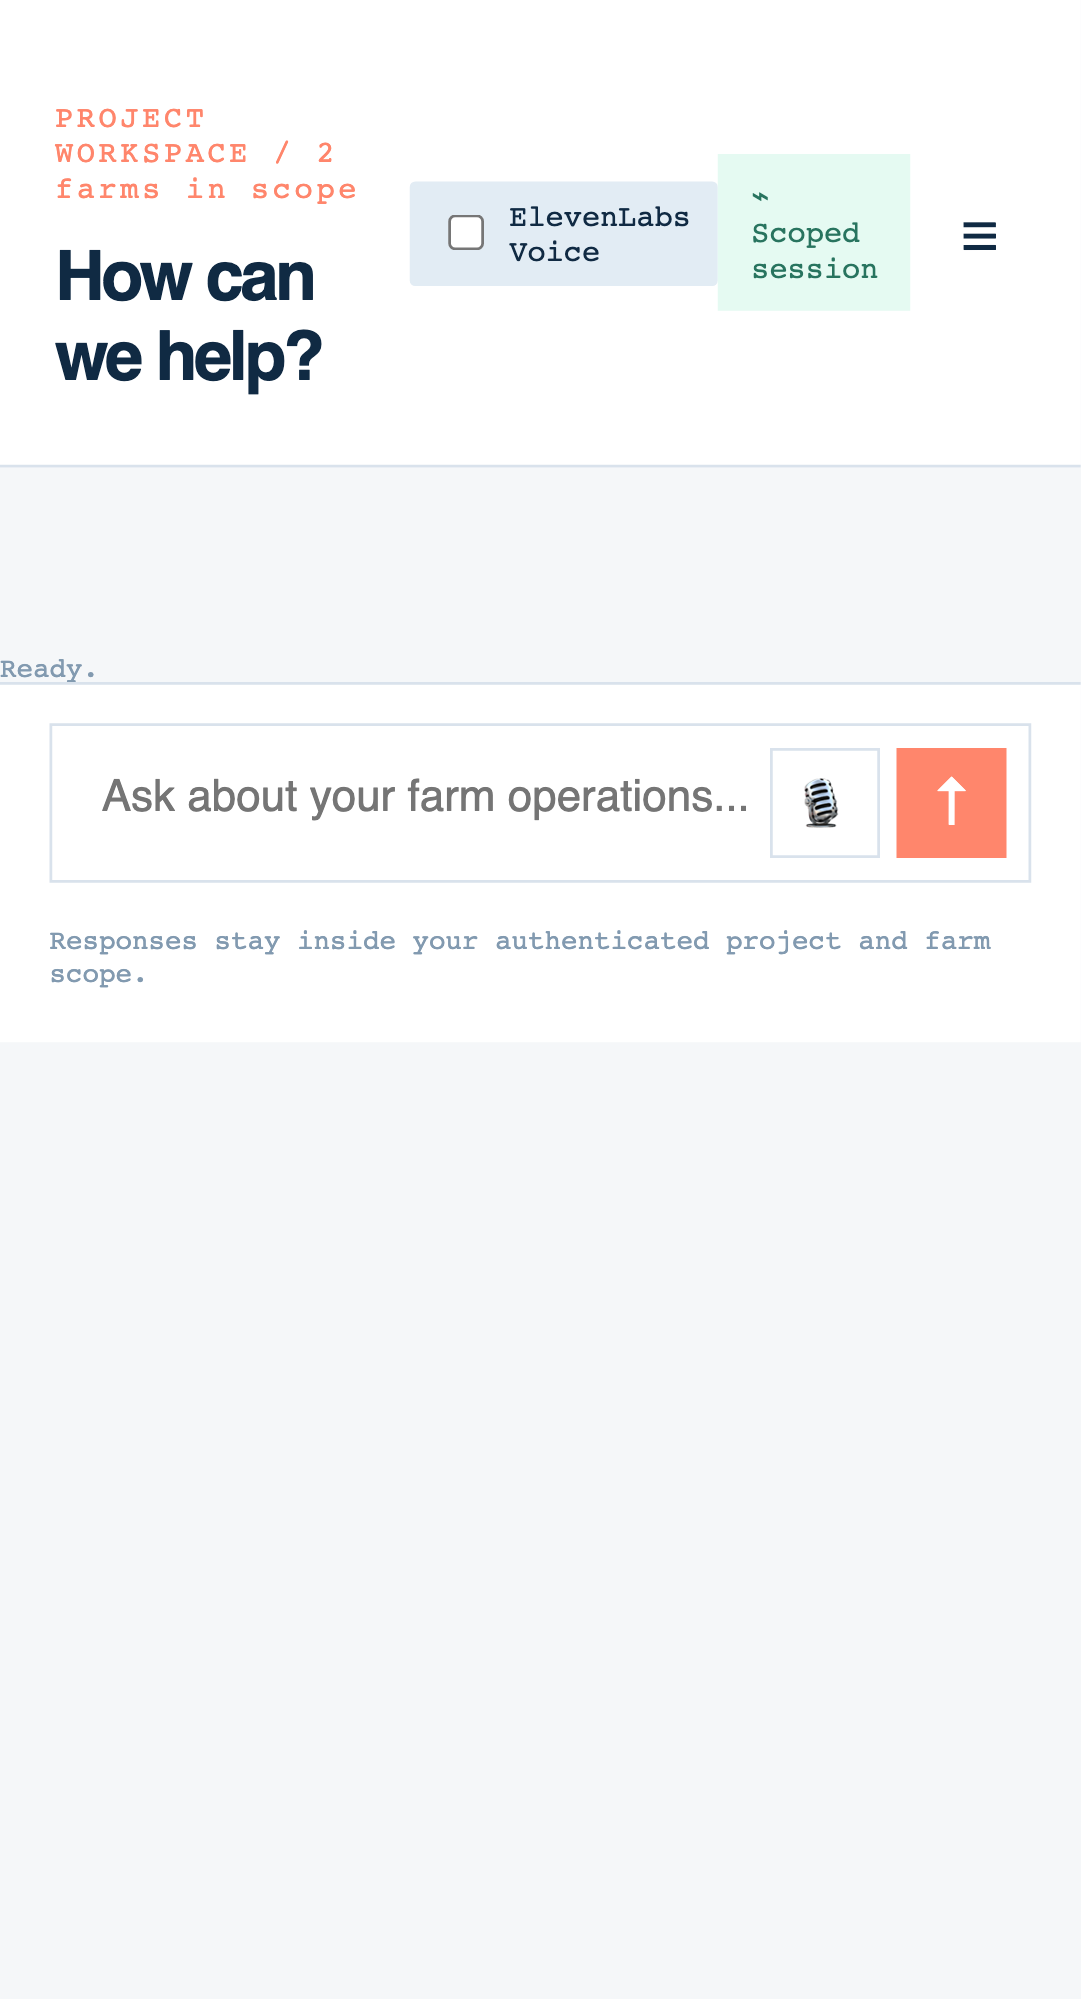 PROJECT
WORKSPACE / 2
farms in scope
How can
we help?
ElevenLabs
Voice
⌁
Scoped
session
Ready.
Ask about your farm operations...
Responses stay inside your authenticated project and farm
scope.